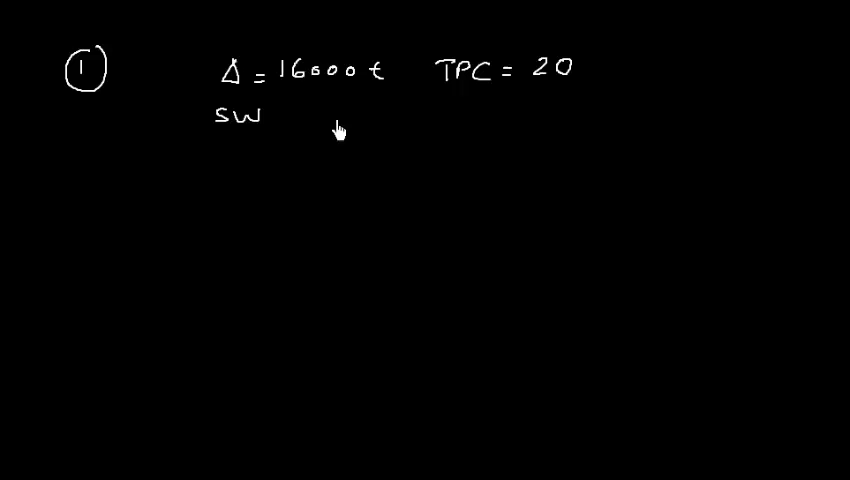 ① Δ = 16000 t TPC = 20
SW